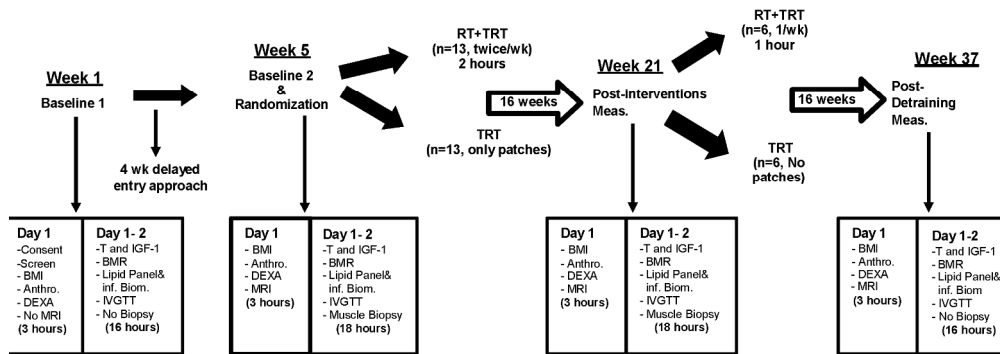 Week 1
Baseline 1
4 wk delayed
entry approach
Week 5
Baseline 2
&
Randomization
RT+TRT
(n=13, twice/wk)
2 hours
TRT
(n=13, only patches)
16 weeks
Week 21
Post-Interventions
Meas.
RT+TRT
(n=6, 1/wk)
1 hour
TRT
(n=6, No
patches)
16 weeks
Week 37
Post-
Detraining
Meas.
Day 1
-Consent
-Screen
- BMI
- Anthro.
- DEXA
- No MRI
(3 hours)
Day 1- 2
-T and IGF-1
- BMR
- Lipid Panel&
inf. Biom.
- IVGTT
- No Biopsy
(16 hours)
Day 1
- BMI
- Anthro.
- DEXA
- MRI
(3 hours)
Day 1- 2
- T and IGF-1
- BMR
- Lipid Panel&
inf. Biom.
- IVGTT
- Muscle Biopsy
(18 hours)
Day 1
- BMI
- Anthro.
- DEXA
- MRI
(3 hours)
Day 1-2
-T and IGF-1
- BMR
- Lipid Panel&
inf. Biom.
- IVGTT
- Muscle Biopsy
(18 hours)
Day 1
- BMI
- Anthro.
- DEXA
- MRI
(3 hours)
Day 1-2
- T and IGF-1
- BMR
- Lipid Panel&
inf. Biom
- IVGTT
- No Biopsy
(16 hours)